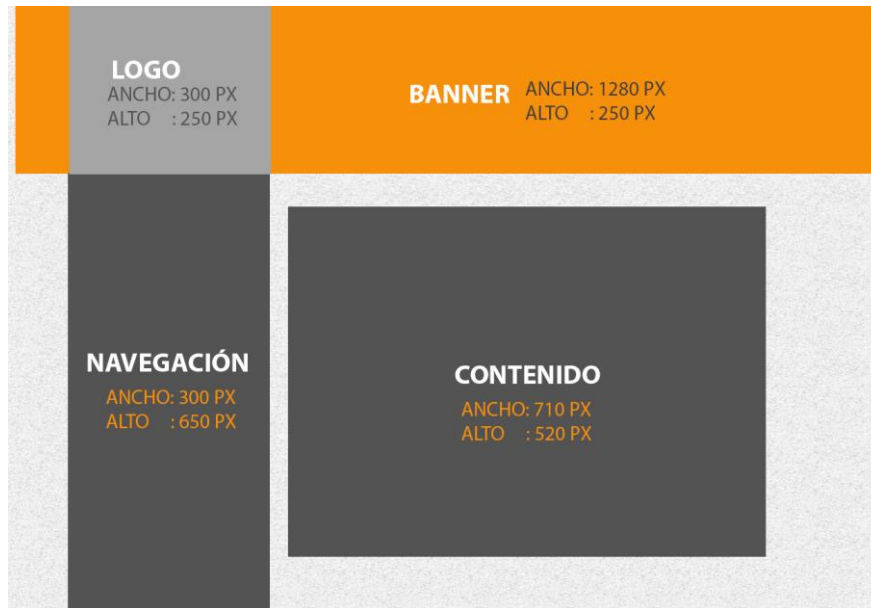 LOGO
ANCHO: 300 PX
ALTO : 250 PX
BANNER
ANCHO: 1280 PX
ALTO : 250 PX
NAVEGACIÓN
ANCHO: 300 PX
ALTO : 650 PX
CONTENIDO
ANCHO: 710 PX
ALTO : 520 PX